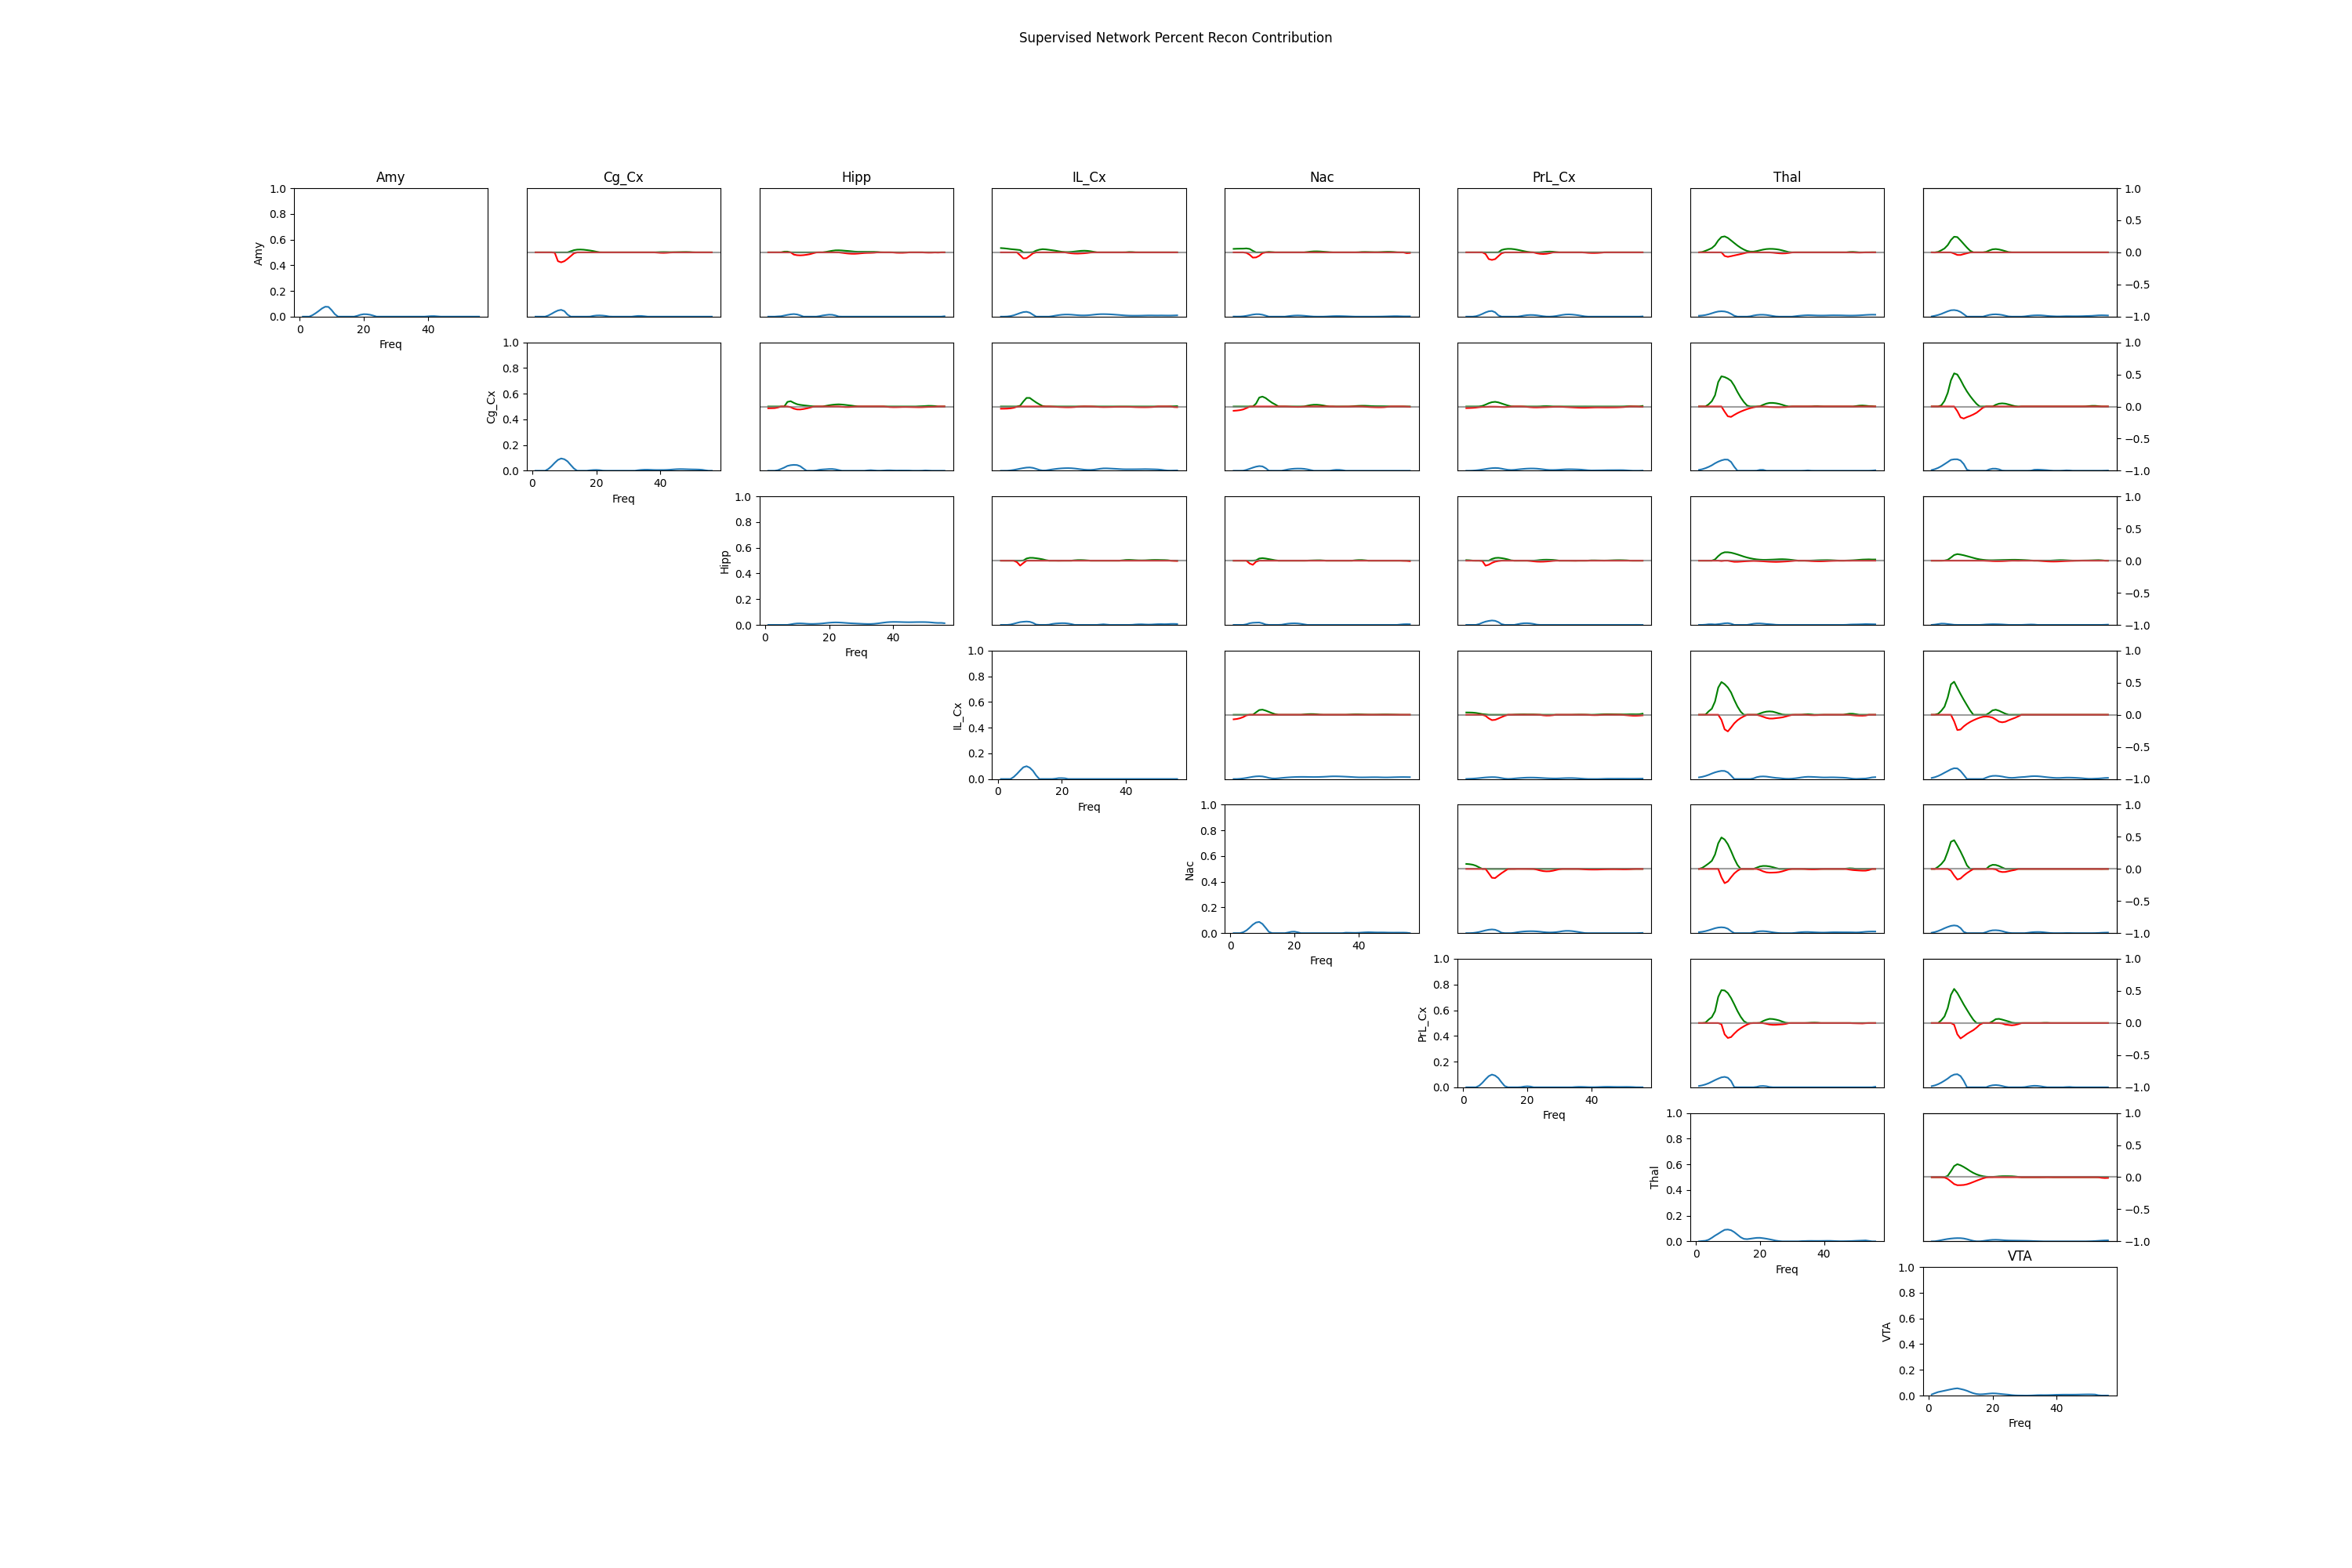 Supervised Network Percent Recon Contribution
Amy Cg_Cx Hipp IL_Cx Nac PrL_Cx Thal
1.0 0.8 0.6 0.4 0.2 0.0
Amy
0 20 40
Freq
1.0 0.5 0.0 −0.5 −1.0
1.0 0.8 0.6 0.4 0.2 0.0
Cg_Cx
0 20 40
Freq
1.0 0.5 0.0 −0.5 −1.0
1.0 0.8 0.6 0.4 0.2 0.0
Hipp
0 20 40
Freq
1.0 0.5 0.0 −0.5 −1.0
1.0 0.8 0.6 0.4 0.2 0.0
IL_Cx
0 20 40
Freq
1.0 0.5 0.0 −0.5 −1.0
1.0 0.8 0.6 0.4 0.2 0.0
Nac
0 20 40
Freq
1.0 0.5 0.0 −0.5 −1.0
1.0 0.8 0.6 0.4 0.2 0.0
PrL_Cx
0 20 40
Freq
1.0 0.5 0.0 −0.5 −1.0
1.0 0.8 0.6 0.4 0.2 0.0
Thal
0 20 40
Freq
1.0 0.5 0.0 −0.5 −1.0
VTA
1.0 0.8 0.6 0.4 0.2 0.0
VTA
0 20 40
Freq